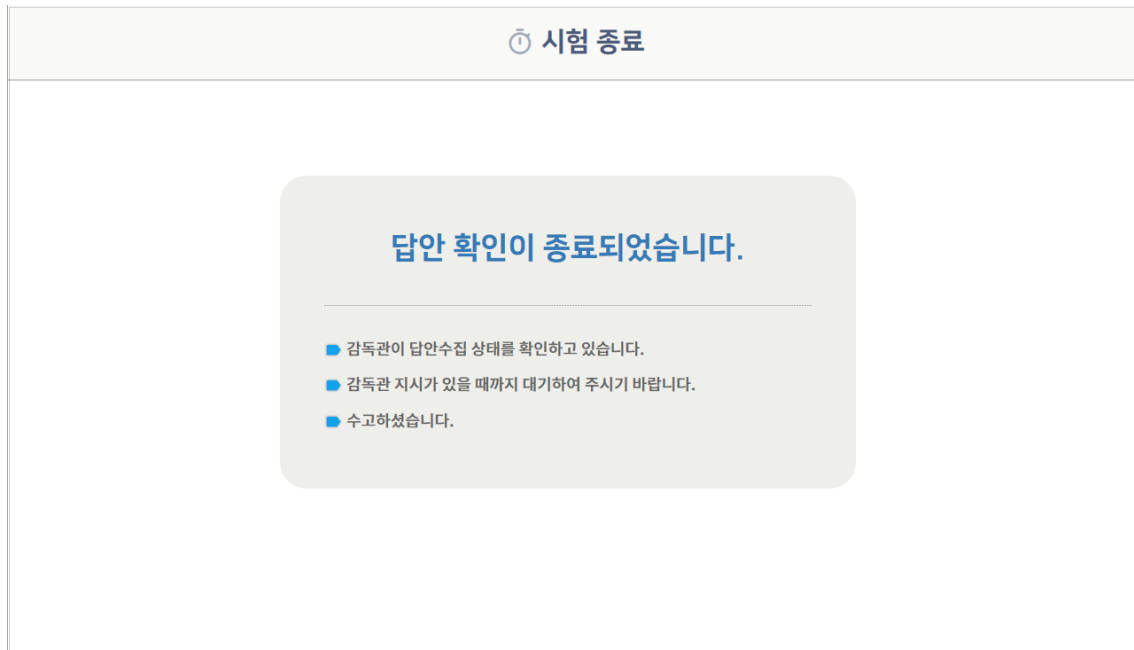 시험 종료
답안 확인이 종료되었습니다.
감독관이 답안수집 상태를 확인하고 있습니다.
감독관 지시가 있을 때까지 대기하여 주시기 바랍니다.
수고하셨습니다.